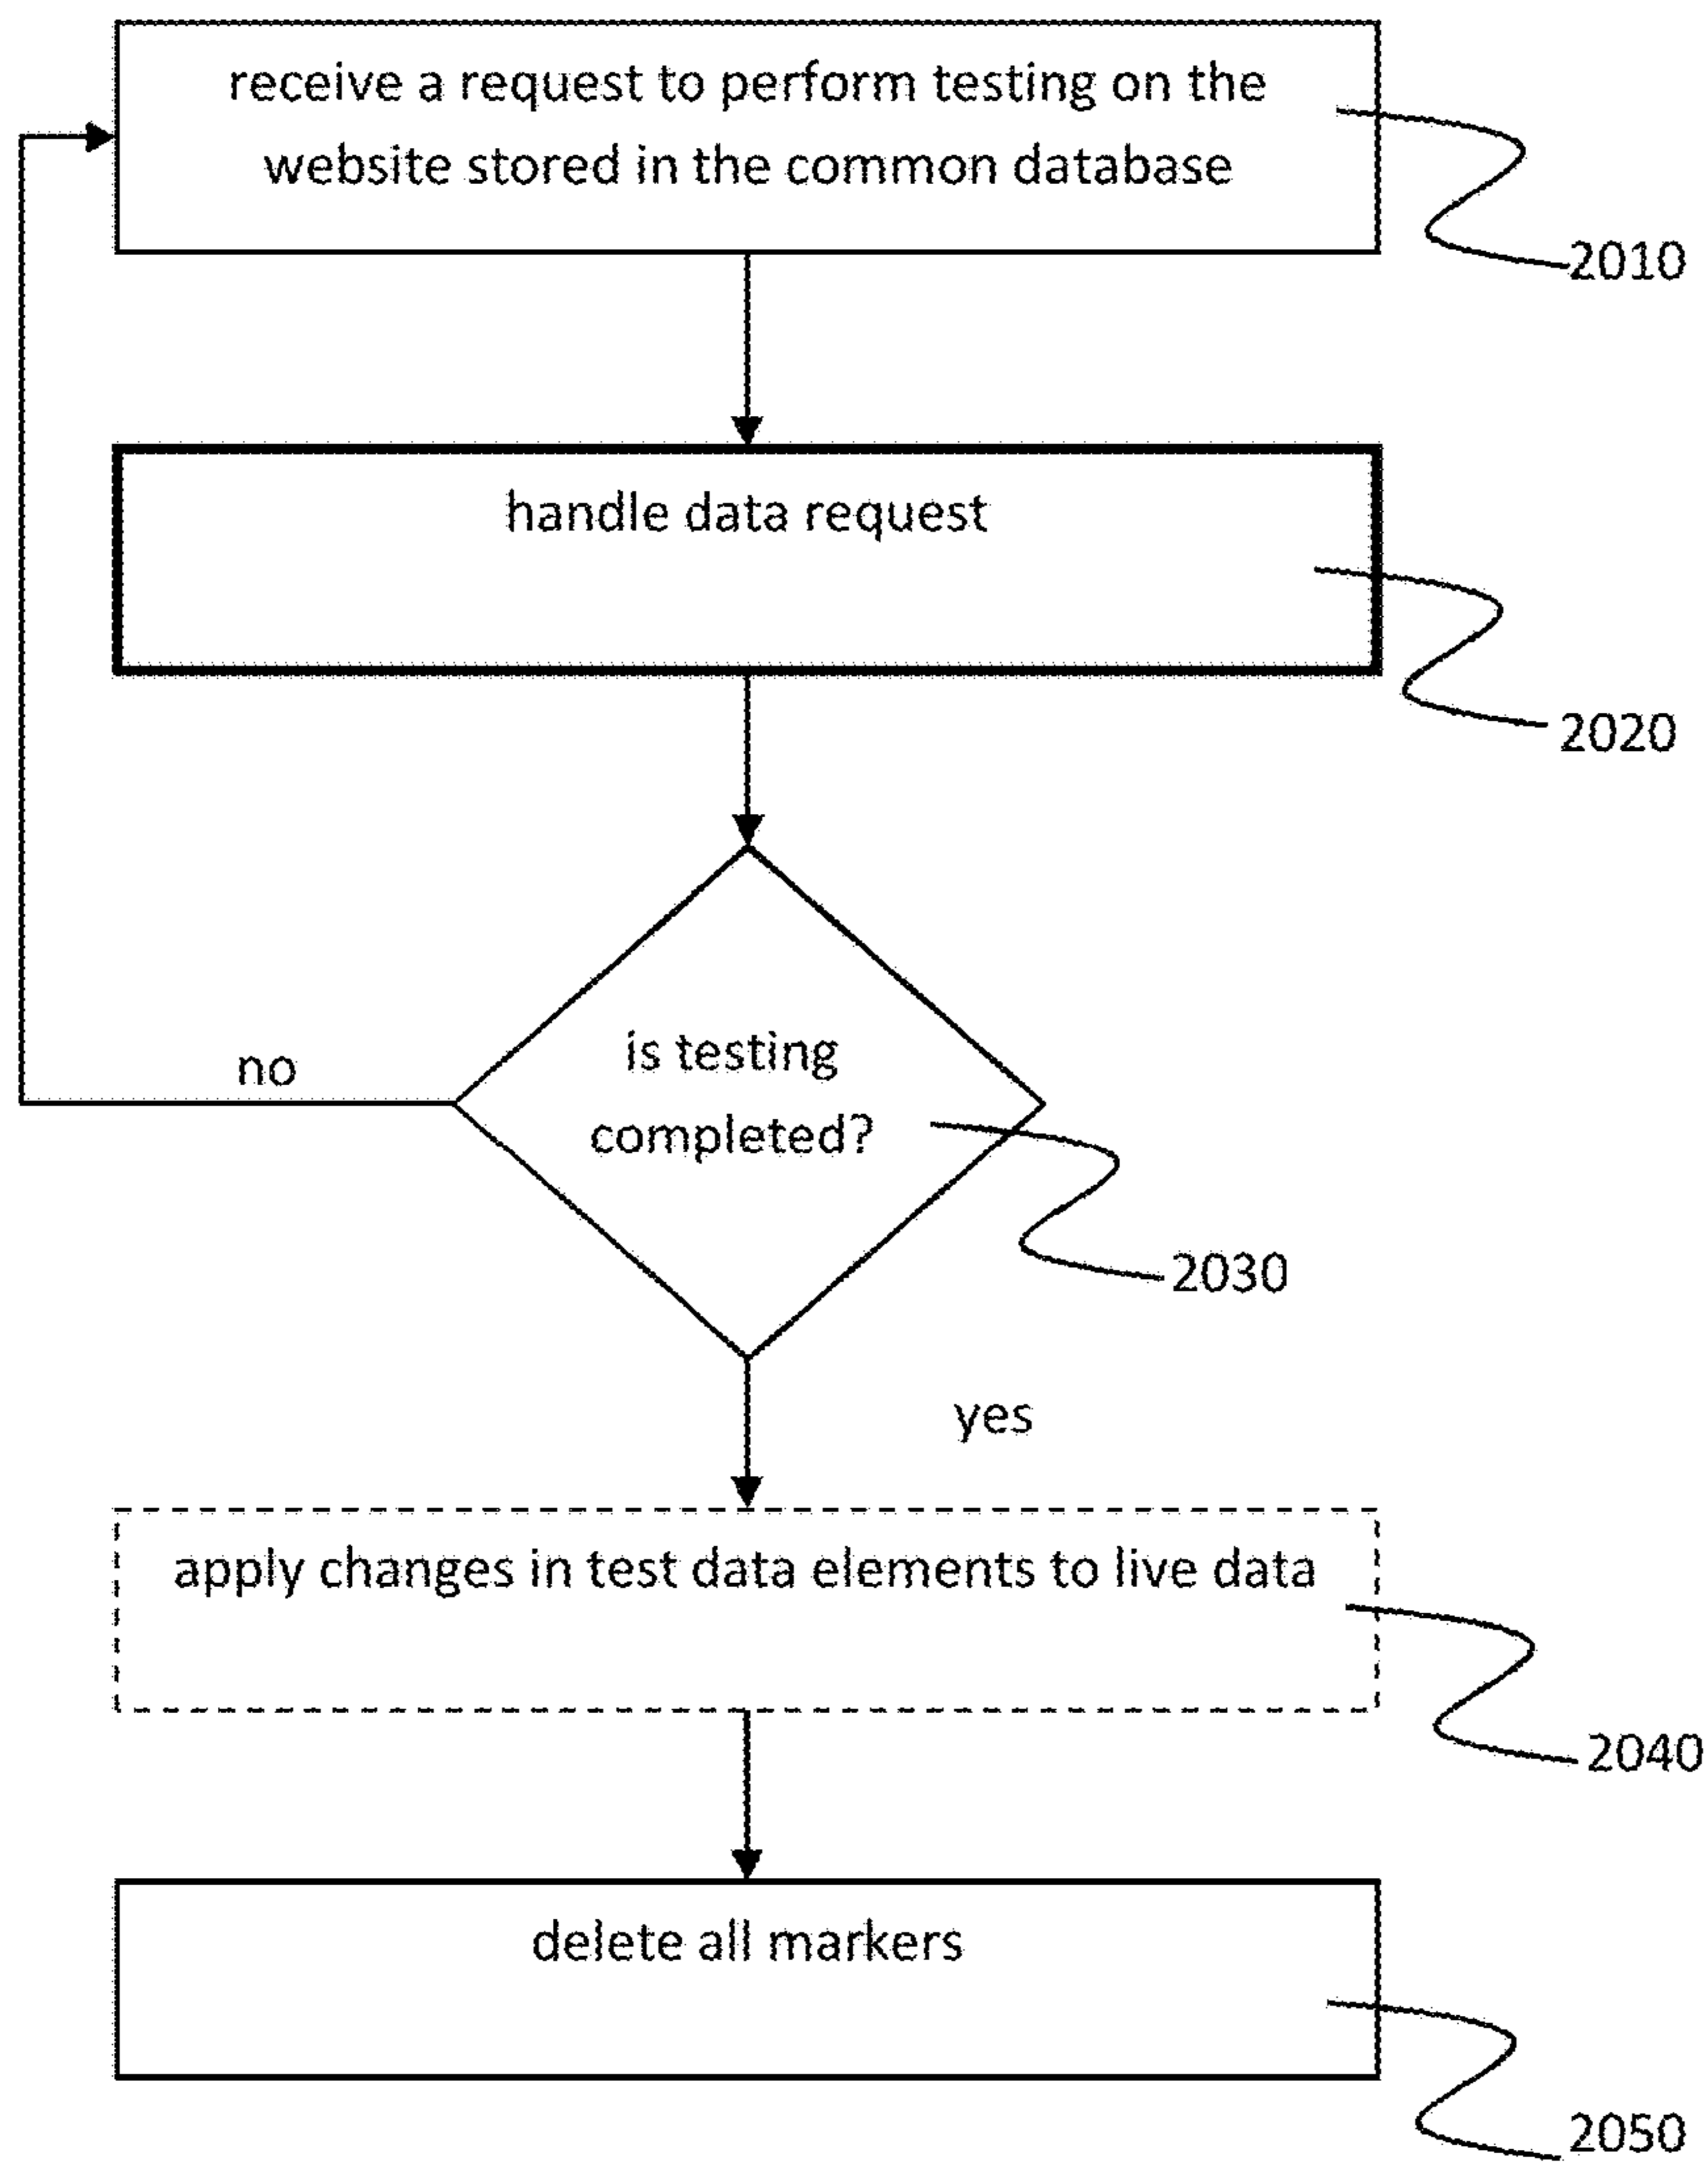 receive a request to perform testing on the
website stored in the common database
2010
handle data request
2020
is testing
completed?
no
2030
yes
apply changes in test data elements to live data
2040
delete all markers
2050